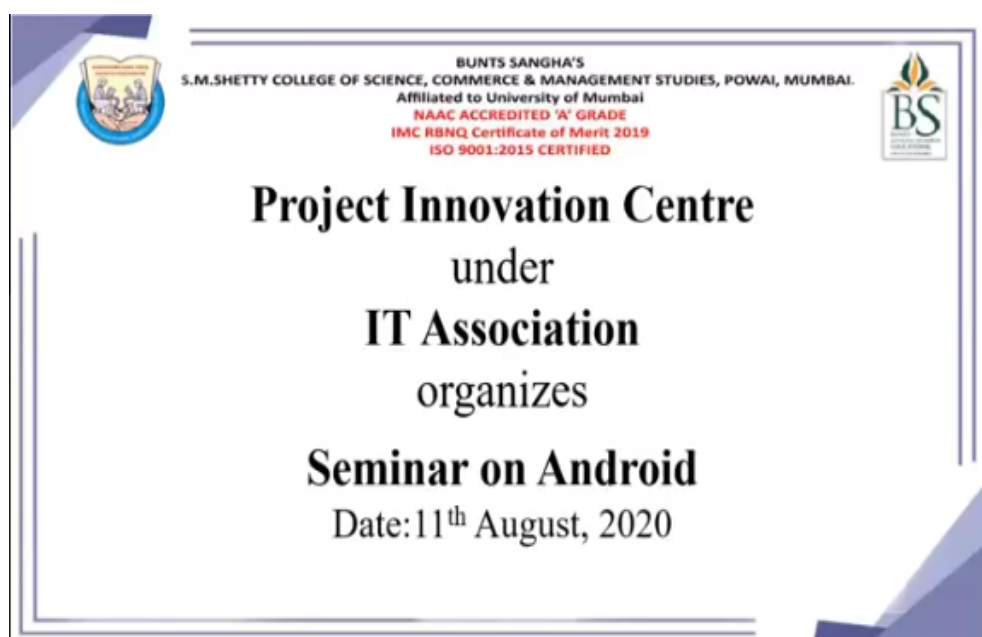 BUNTS SANGHA'S
S.M.SHETTY COLLEGE OF SCIENCE, COMMERCE & MANAGEMENT STUDIES, POWAI, MUMBAI.
Affiliated to University of Mumbai
NAAC ACCREDITED 'A' GRADE
IMC RBNQ Certificate of Merit 2019
ISO 9001:2015 CERTIFIED
BS
Project Innovation Centre
under
IT Association
organizes
Seminar on Android
Date:11th August, 2020